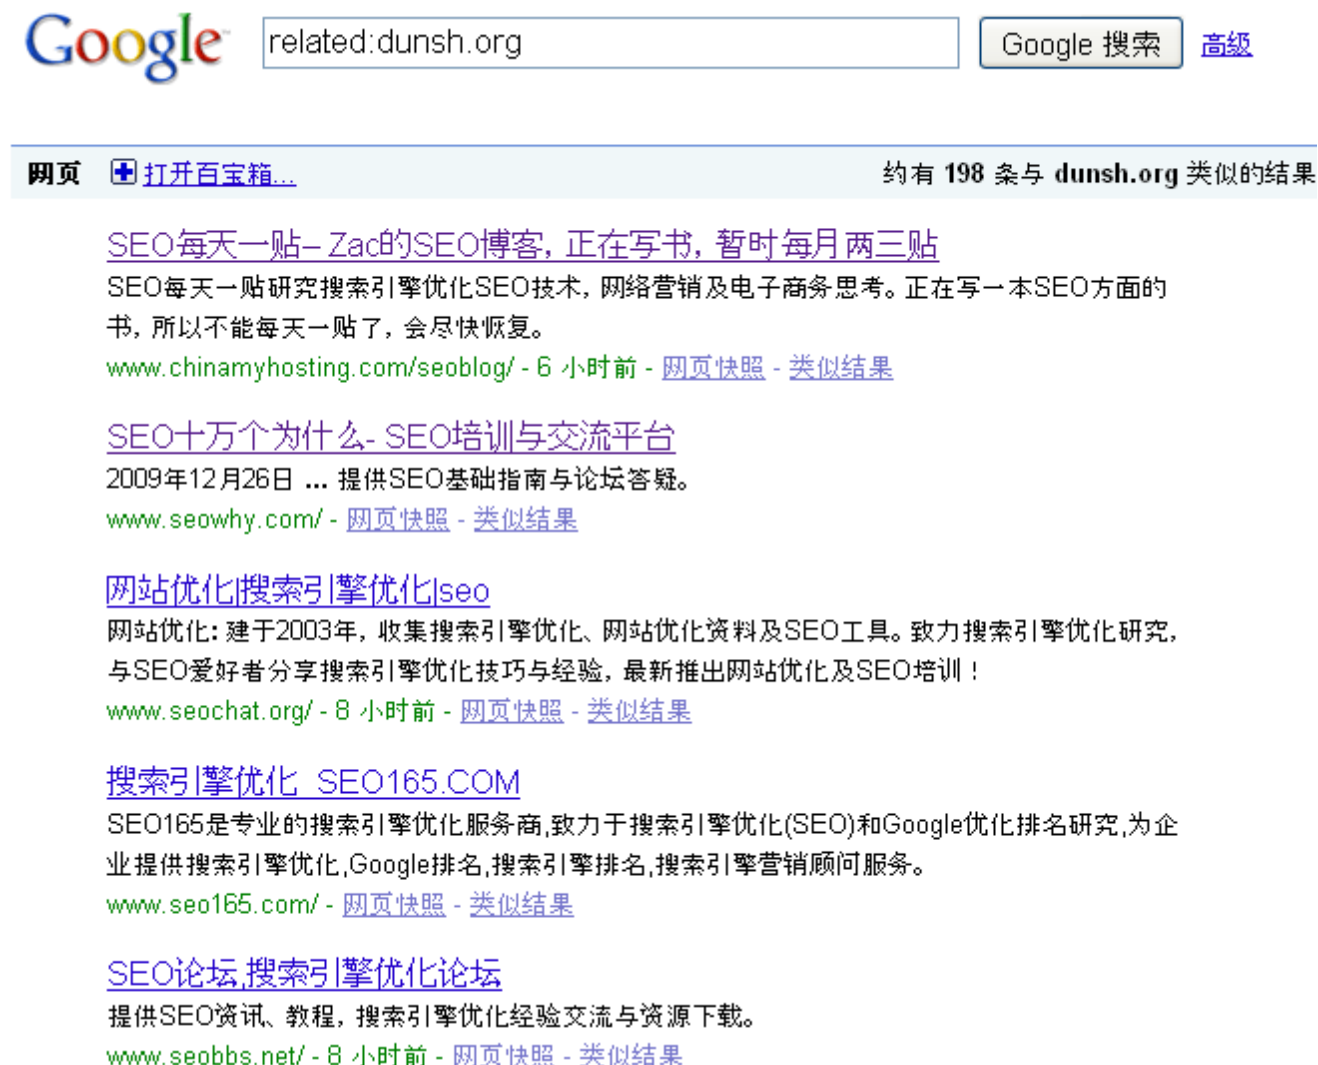 Google™ related:dunsh.org Google 搜索 高级
网页 打开百宝箱... 约有 198 条与 dunsh.org 类似的结果
SEO每天一贴– Zac的SEO博客, 正在写书, 暂时每月两三贴
SEO每天一贴研究搜索引擎优化SEO技术, 网络营销及电子商务思考。正在写一本SEO方面的
书, 所以不能每天一贴了, 会尽快恢复。
www.chinamyhosting.com/seoblog/ - 6 小时前 - 网页快照 - 类似结果
SEO十万个为什么- SEO培训与交流平台
2009年12月26日 ... 提供SEO基础指南与论坛答疑。
www.seowhy.com/ - 网页快照 - 类似结果
网站优化|搜索引擎优化|seo
网站优化: 建于2003年, 收集搜索引擎优化、网站优化资料及SEO工具。致力搜索引擎优化研究,
与SEO爱好者分享搜索引擎优化技巧与经验, 最新推出网站优化及SEO培训！
www.seochat.org/ - 8 小时前 - 网页快照 - 类似结果
搜索引擎优化_SEO165.COM
SEO165是专业的搜索引擎优化服务商,致力于搜索引擎优化(SEO)和Google优化排名研究,为企
业提供搜索引擎优化,Google排名,搜索引擎排名,搜索引擎营销顾问服务。
www.seo165.com/ - 网页快照 - 类似结果
SEO论坛,搜索引擎优化论坛
提供SEO资讯、教程, 搜索引擎优化经验交流与资源下载。
www.seobbs.net/ - 8 小时前 - 网页快照 - 类似结果